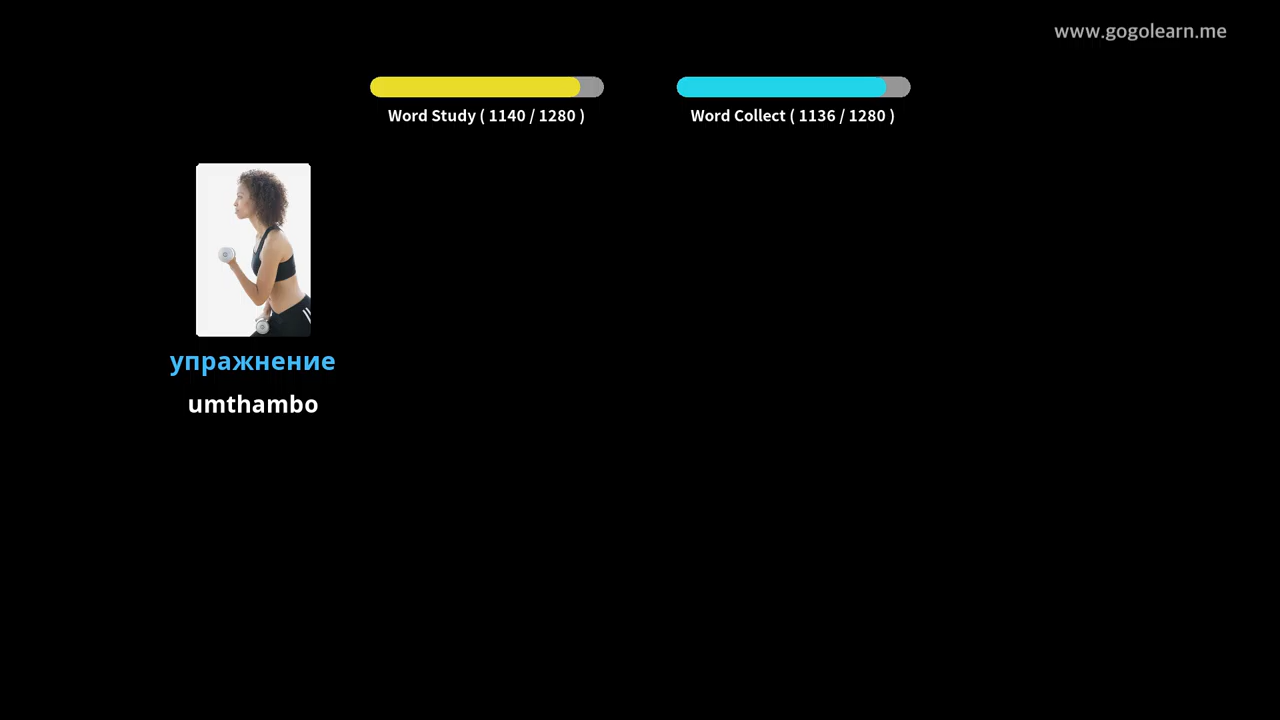 www.gogolearn.me
Word Study ( 1140 / 1280 )
Word Collect ( 1136 / 1280 )
упражнение
umthambo